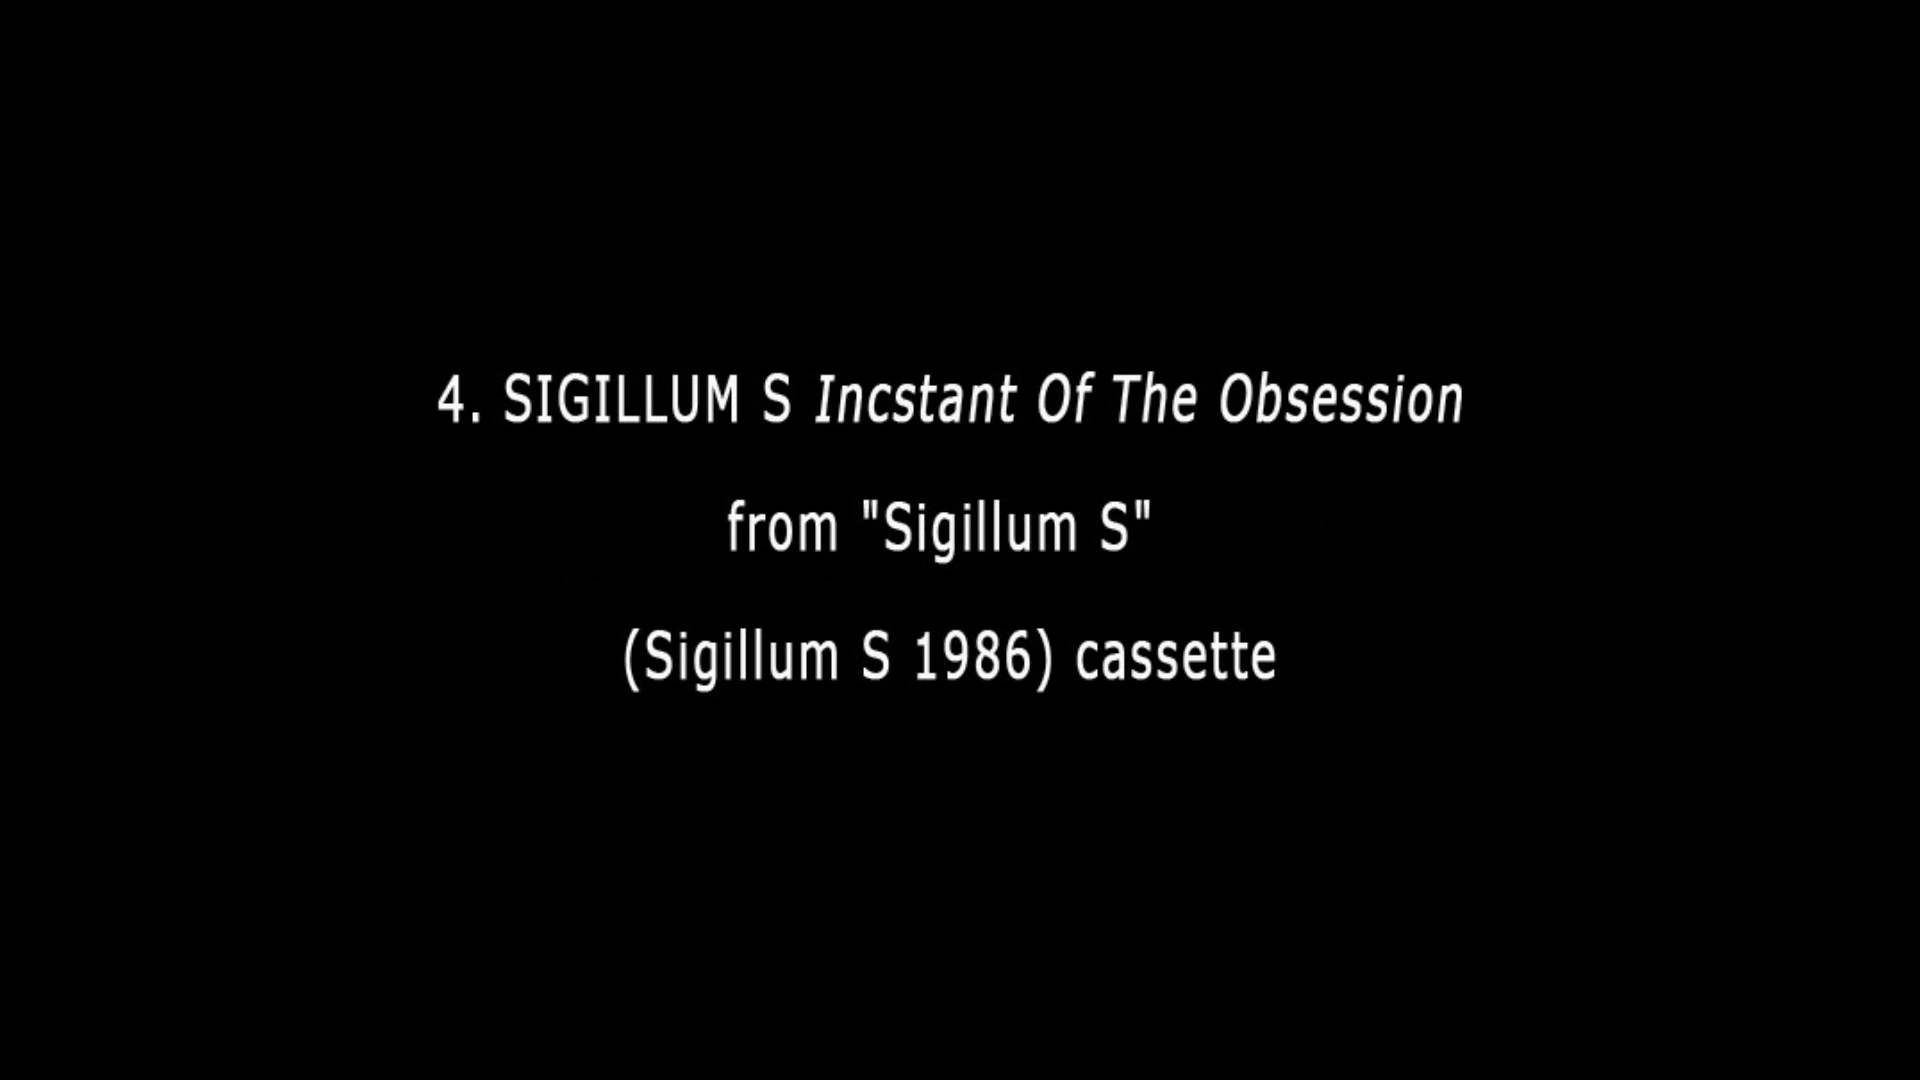 4. SIGILLUM S Incstant Of The Obsession
from "Sigillum S"
(Sigillum S 1986) cassette